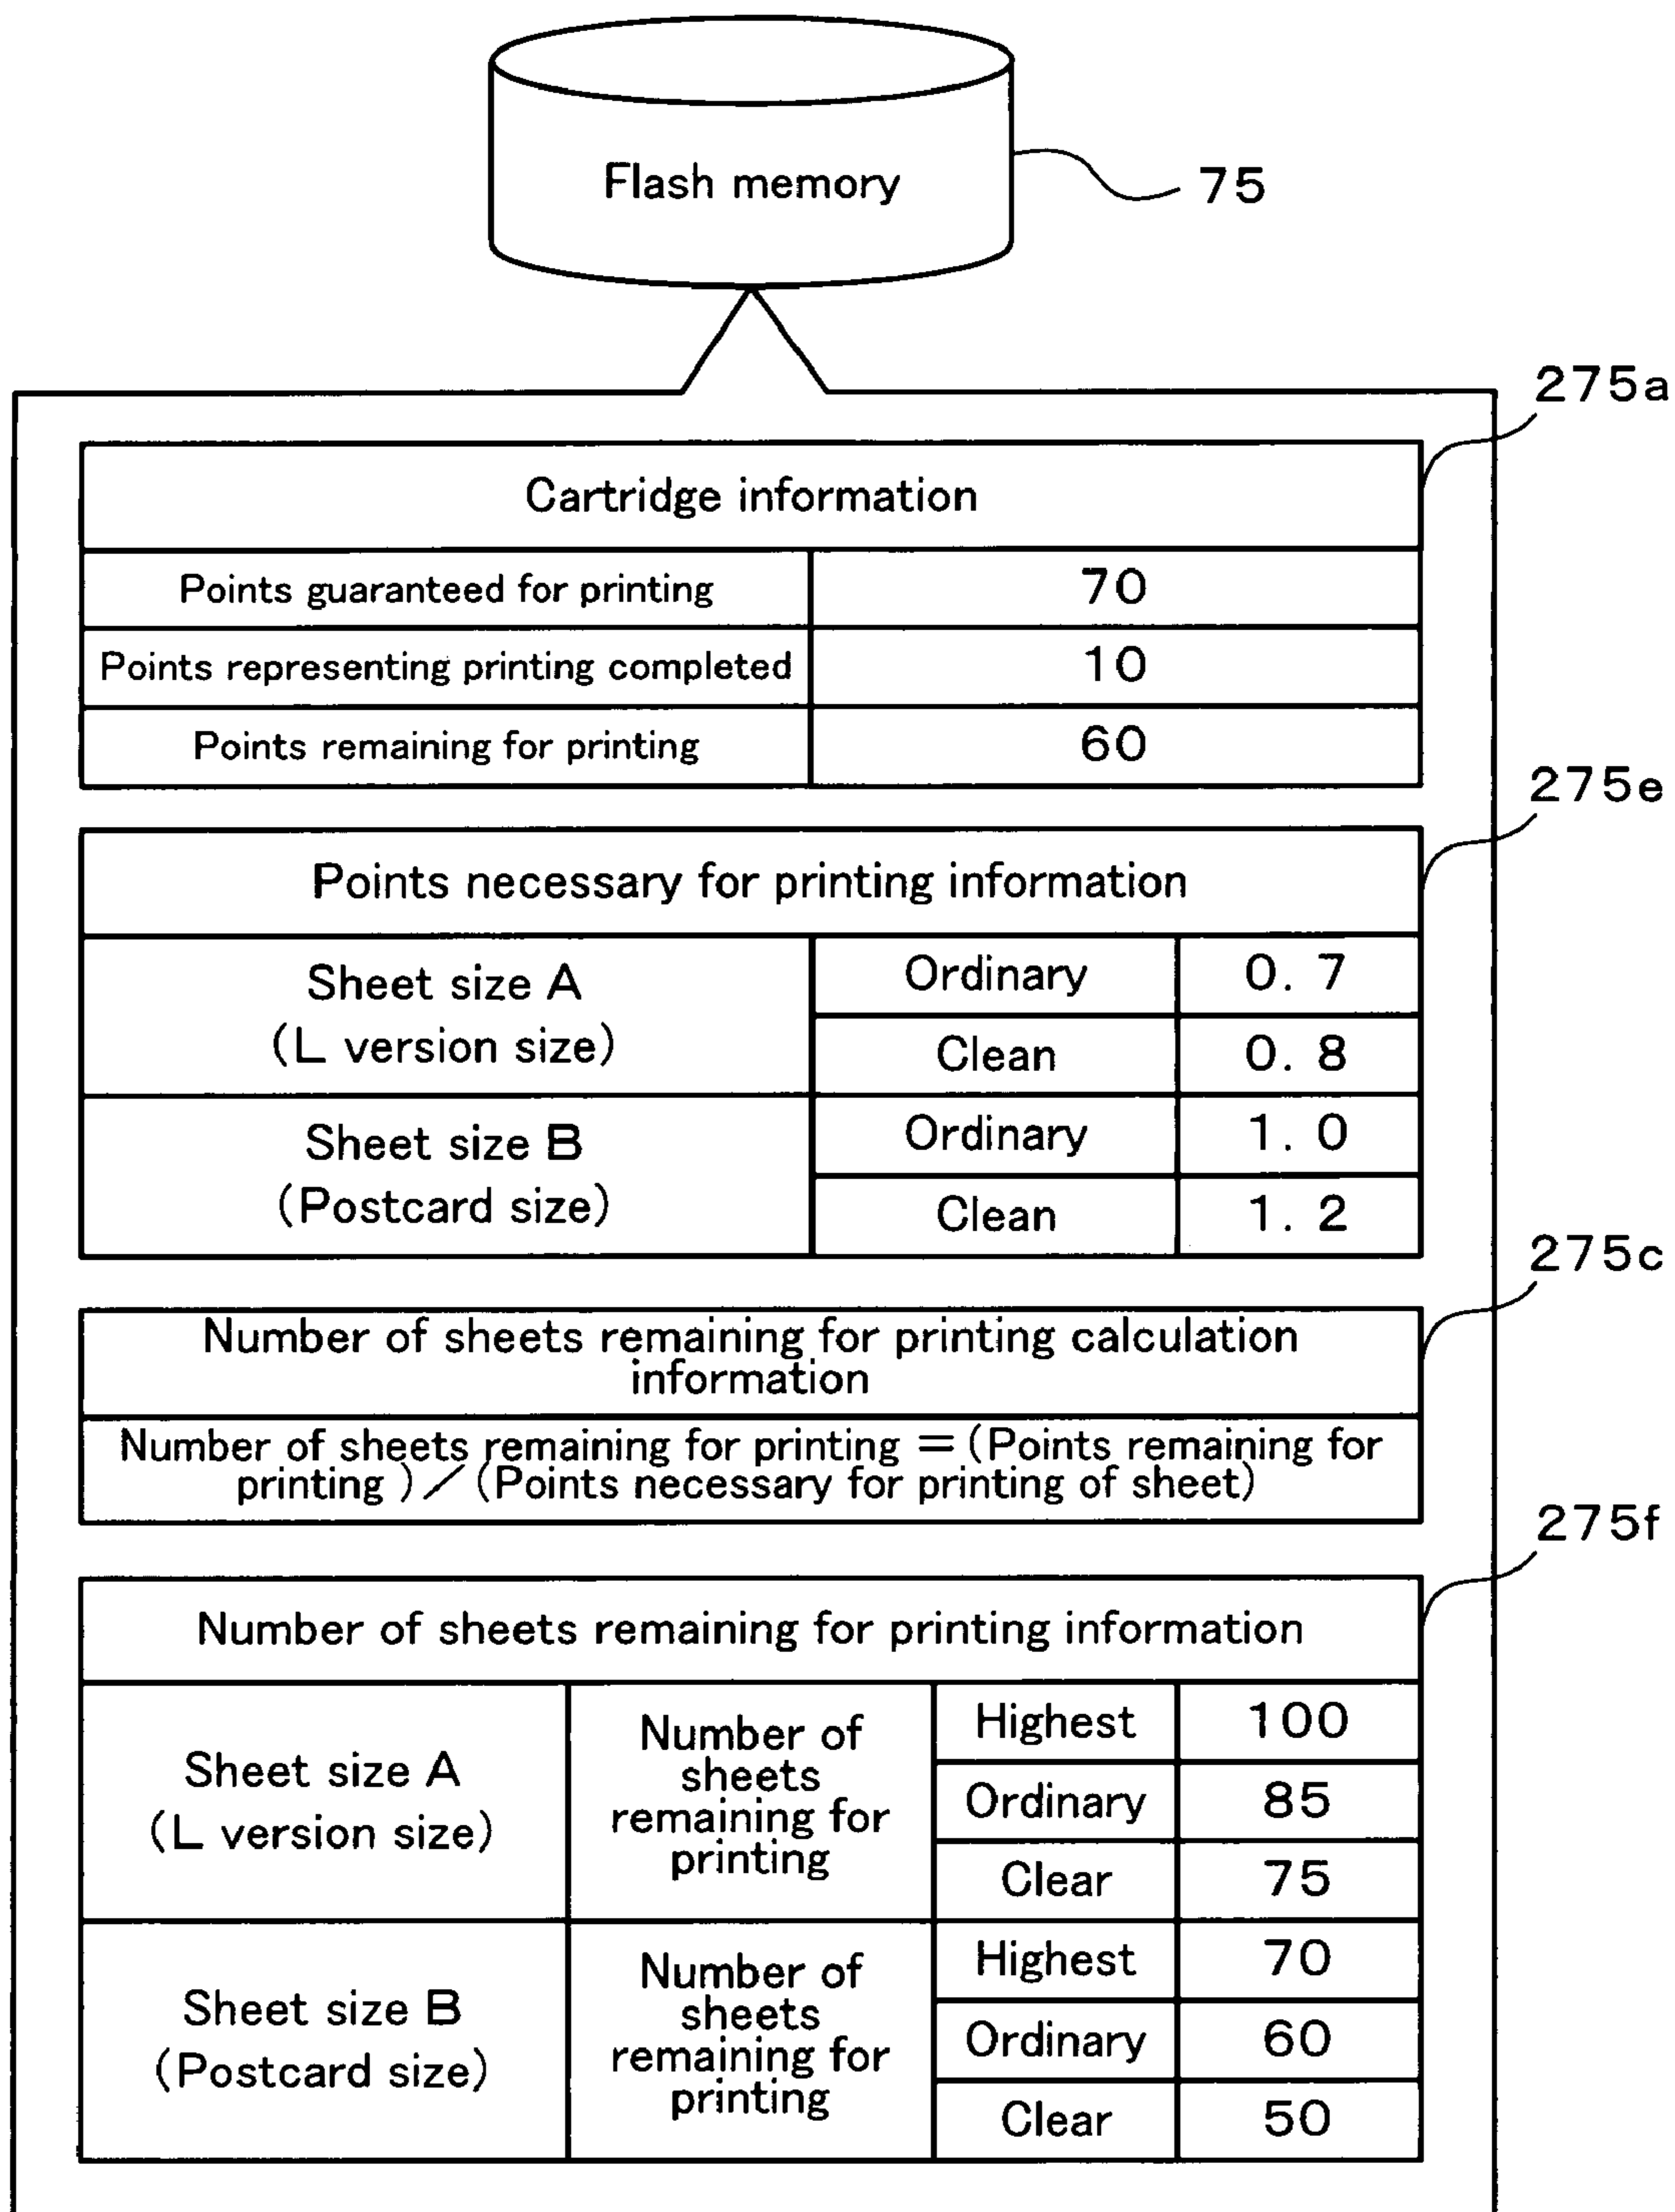 Flash memory
75
275a
Cartridge information
Points guaranteed for printing 70
Points representing printing completed 10
Points remaining for printing 60
275e
Points necessary for printing information
Sheet size A
(L version size)
Ordinary 0. 7
Clean 0. 8
Sheet size B
(Postcard size)
Ordinary 1. 0
Clean 1. 2
275c
Number of sheets remaining for printing calculation
information
Number of sheets remaining for printing =(Points remaining for
printing )/(Points necessary for printing of sheet)
275f
Number of sheets remaining for printing information
Sheet size A
(L version size)
Number of
sheets
remaining for
printing
Highest 100
Ordinary 85
Clear 75
Sheet size B
(Postcard size)
Number of
sheets
remaining for
printing
Highest 70
Ordinary 60
Clear 50